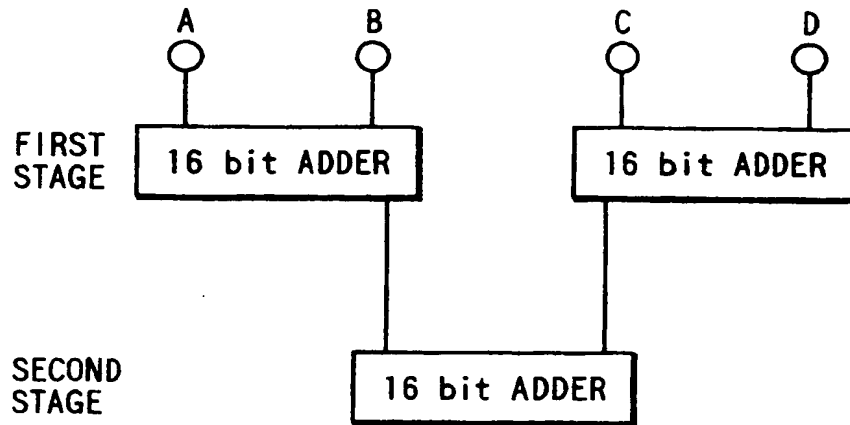 A B C D
FIRST STAGE
16 bit ADDER
16 bit ADDER
SECOND STAGE
16 bit ADDER